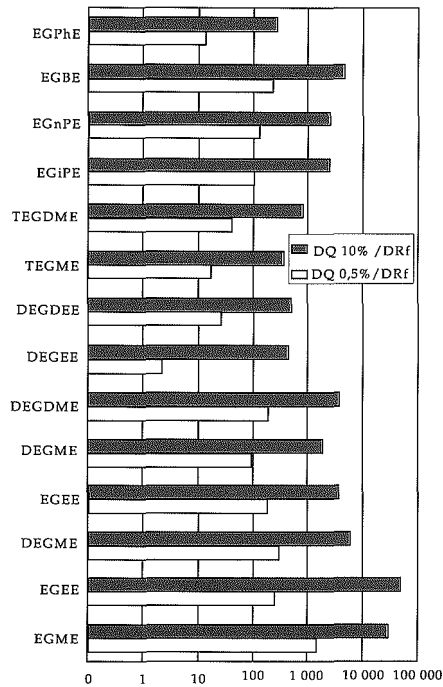 EGPhE
EGBE
EGnPE
EGiPE
TEGDME
DQ 10% /DRf
DQ 0,5% /DRf
TEGME
DEGDEE
DEGEE
DEGDME
DEGME
EGEE
DEGME
EGEE
EGME
0 1 10 100 1 000 10 000 100 000